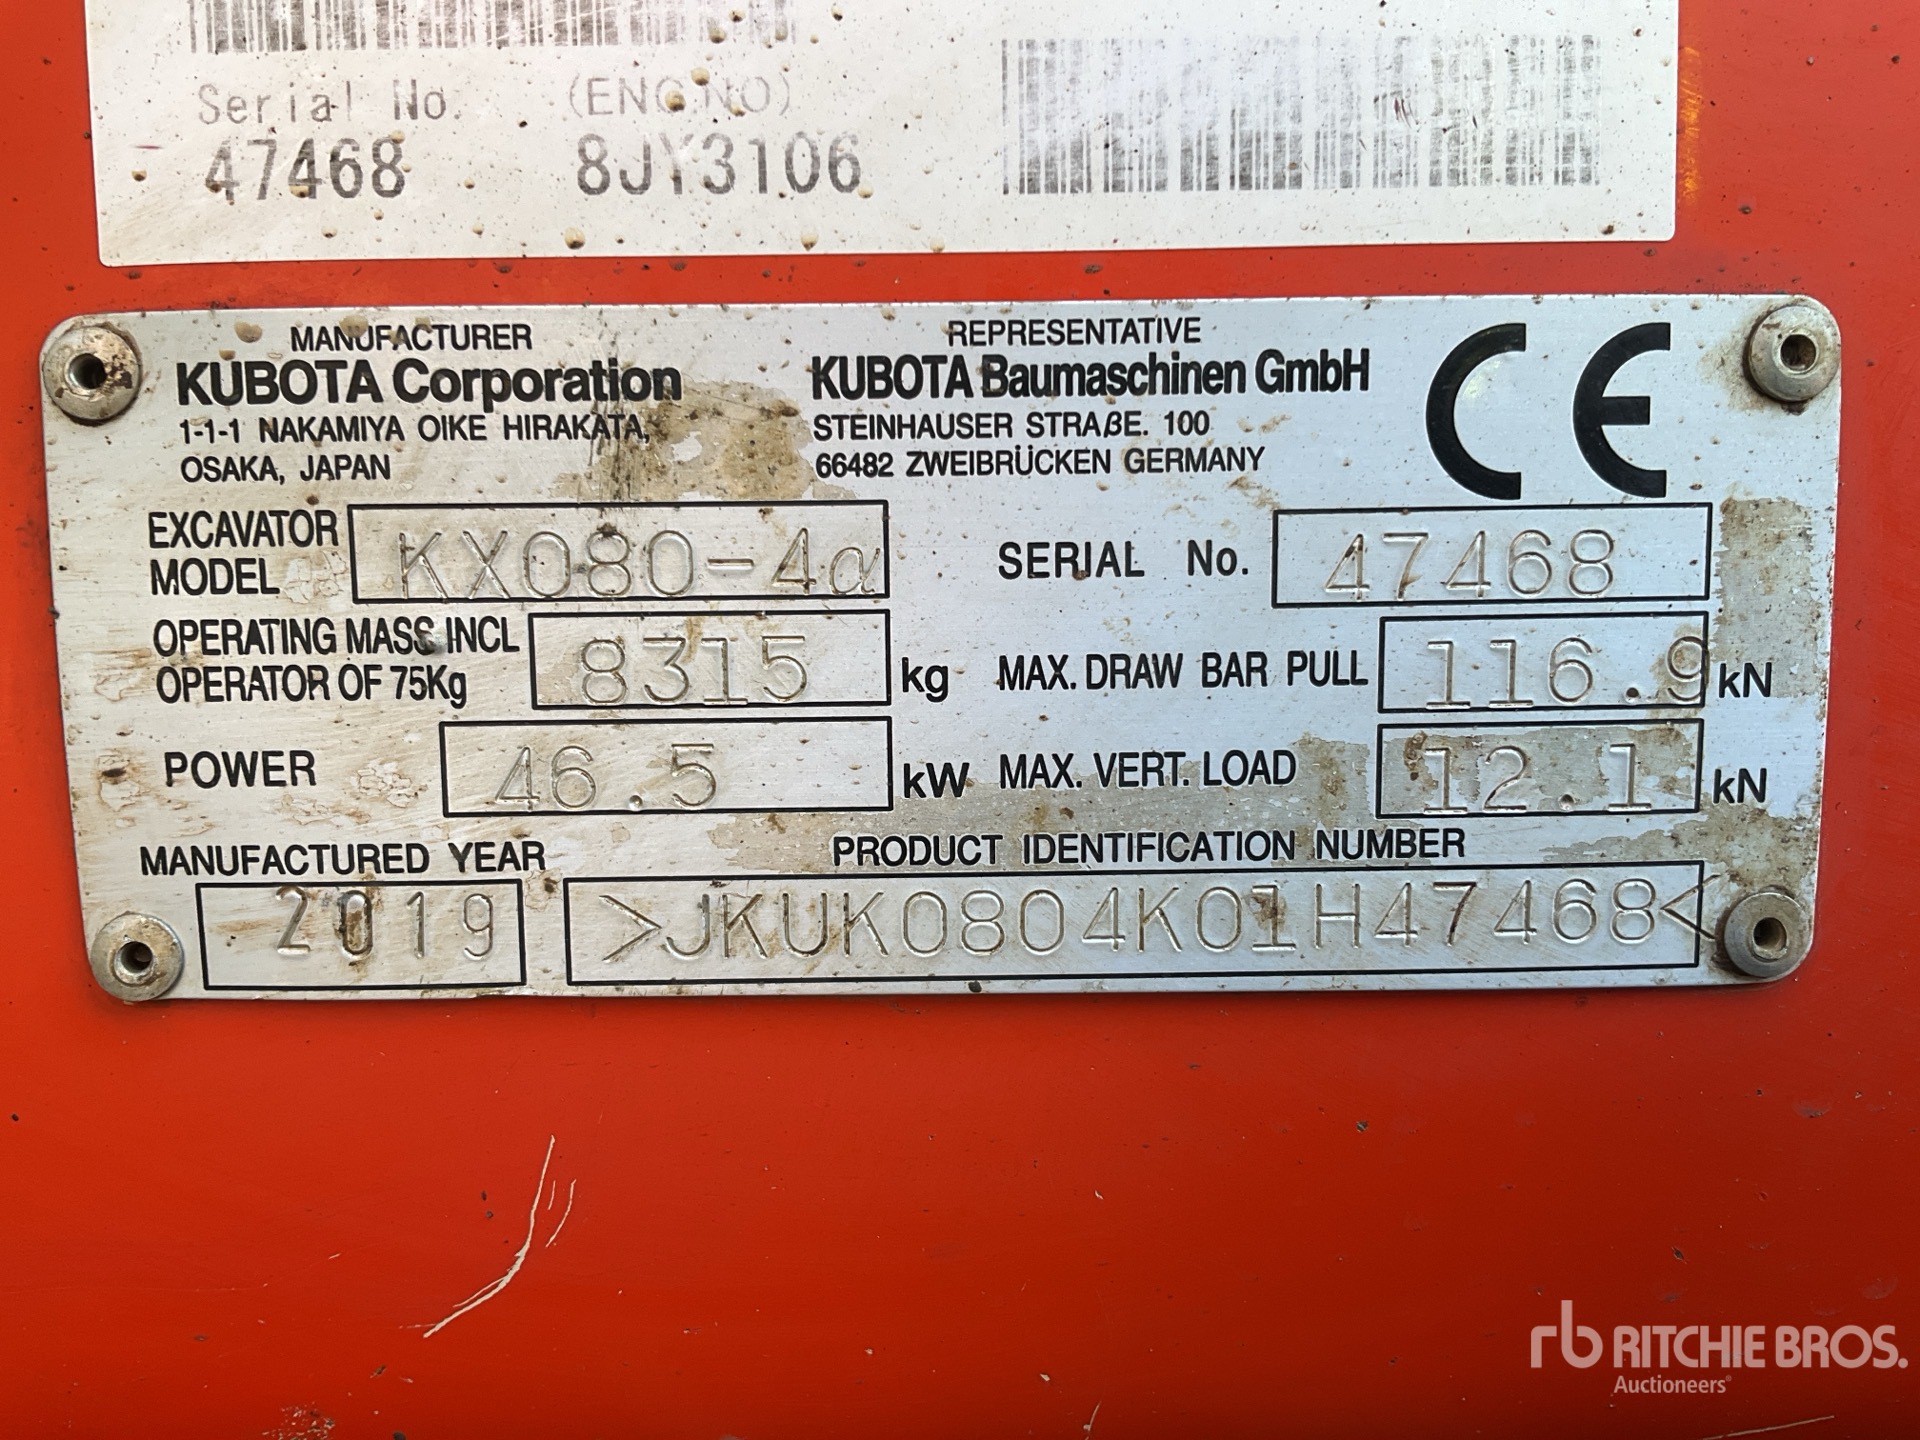 Serial No. (ENG.NO)
47468 8JY3106
MANUFACTURER
KUBOTA Corporation
1-1-1 NAKAMIYA OIKE HIRAKATA,
OSAKA, JAPAN
REPRESENTATIVE
KUBOTA Baumaschinen GmbH
STEINHAUSER STRAßE. 100
66482 ZWEIBRÜCKEN GERMANY
CE
EXCAVATOR
MODEL KX080-4α
SERIAL No. 47468
OPERATING MASS INCL
OPERATOR OF 75Kg 8315 kg
MAX. DRAW BAR PULL 116.9 kN
POWER 46.5 kW
MAX. VERT. LOAD 12.1 kN
MANUFACTURED YEAR
2019
PRODUCT IDENTIFICATION NUMBER
>JKUK0804K01H47468<
rb RITCHIE BROS.
Auctioneers®